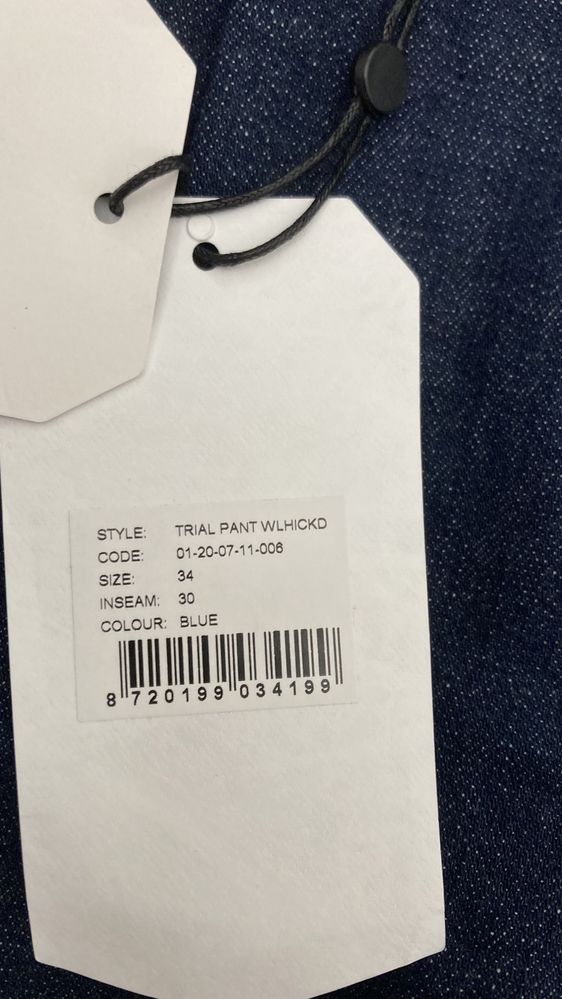 STYLE: TRIAL PANT WLHICKD
CODE: 01-20-07-11-006
SIZE: 34
INSEAM: 30
COLOUR: BLUE
8 720199 034199